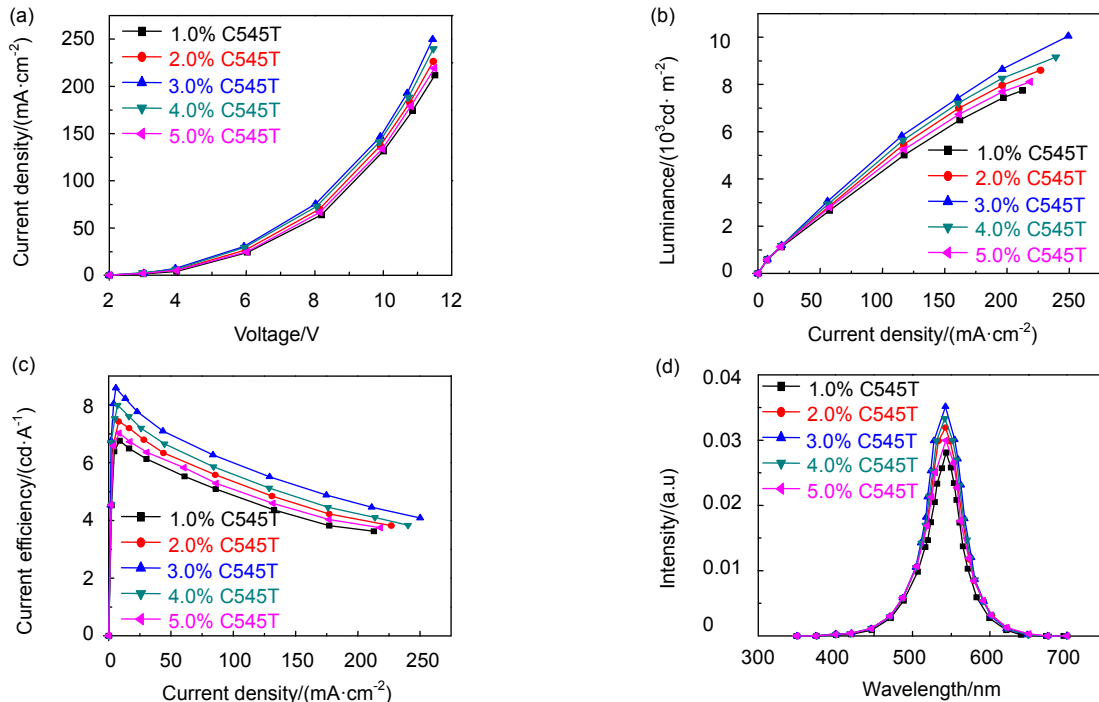 (a)
Current density/(mA·cm-2)
250
200
150
100
50
0
1.0% C545T
2.0% C545T
3.0% C545T
4.0% C545T
5.0% C545T
2 4 6 8 10 12
Voltage/V
(b)
Luminance/(10³cd· m-2)
10
8
6
4
2
0
1.0% C545T
2.0% C545T
3.0% C545T
4.0% C545T
5.0% C545T
0 50 100 150 200 250
Current density/(mA·cm-2)
(c)
Current efficiency/(cd·A-1)
8
6
4
2
0
1.0% C545T
2.0% C545T
3.0% C545T
4.0% C545T
5.0% C545T
0 50 100 150 200 250
Current density/(mA·cm-2)
(d)
Intensity/(a.u)
0.04
0.03
0.02
0.01
0
1.0% C545T
2.0% C545T
3.0% C545T
4.0% C545T
5.0% C545T
300 400 500 600 700
Wavelength/nm